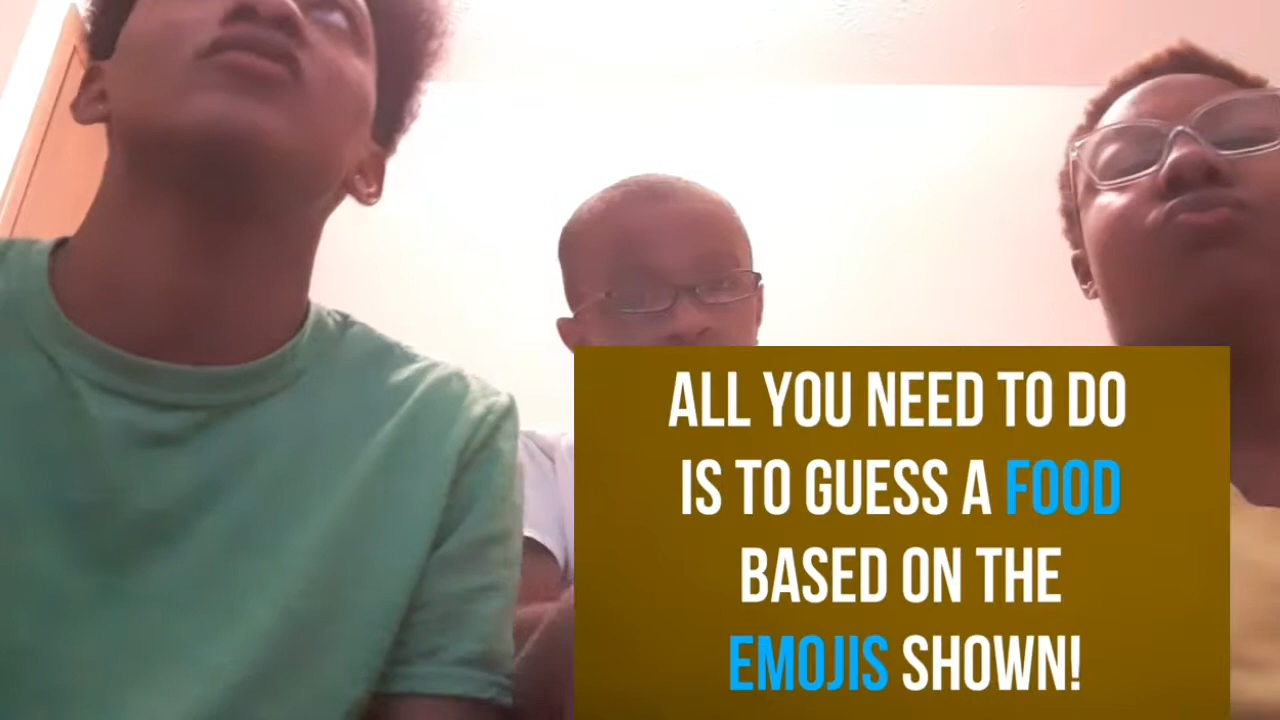 ALL YOU NEED TO DO
IS TO GUESS A FOOD
BASED ON THE
EMOJIS SHOWN!